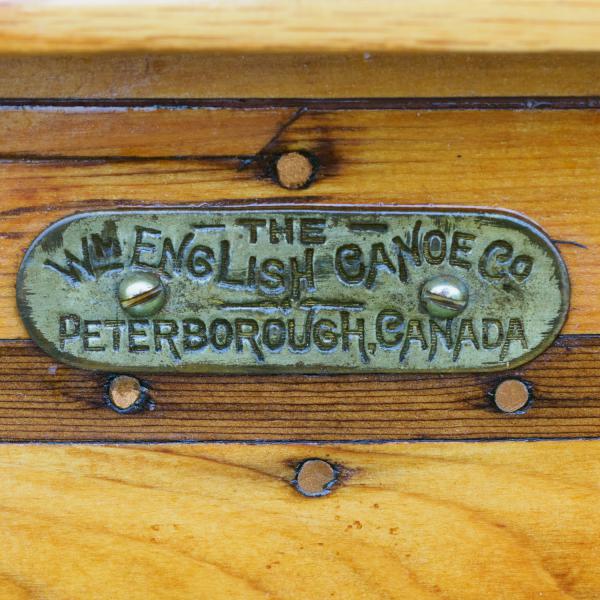 THE
WM ENGLISH CANOE CO
PETERBOROUGH, CANADA